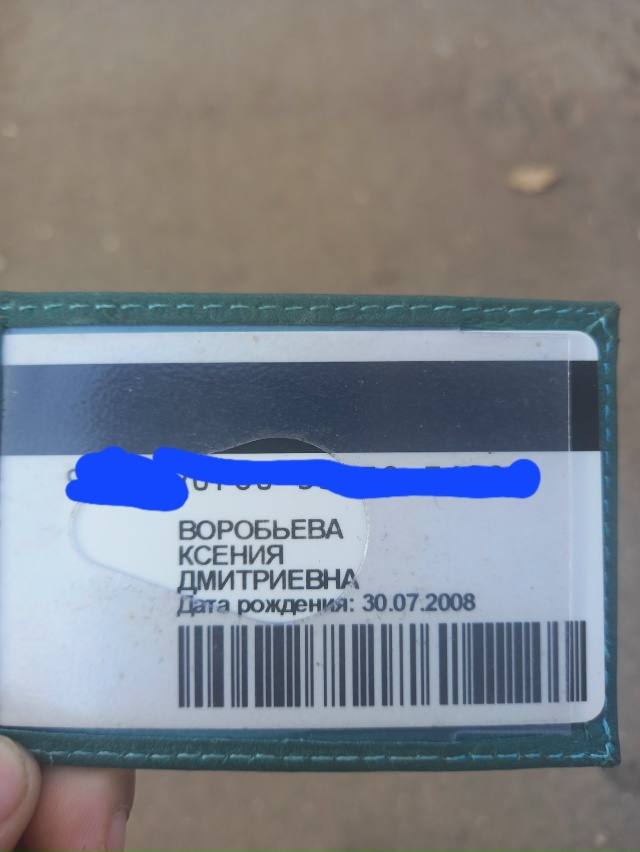 ВОРОБЬЕВА
КСЕНИЯ
ДМИТРИЕВНА
Дата рождения: 30.07.2008